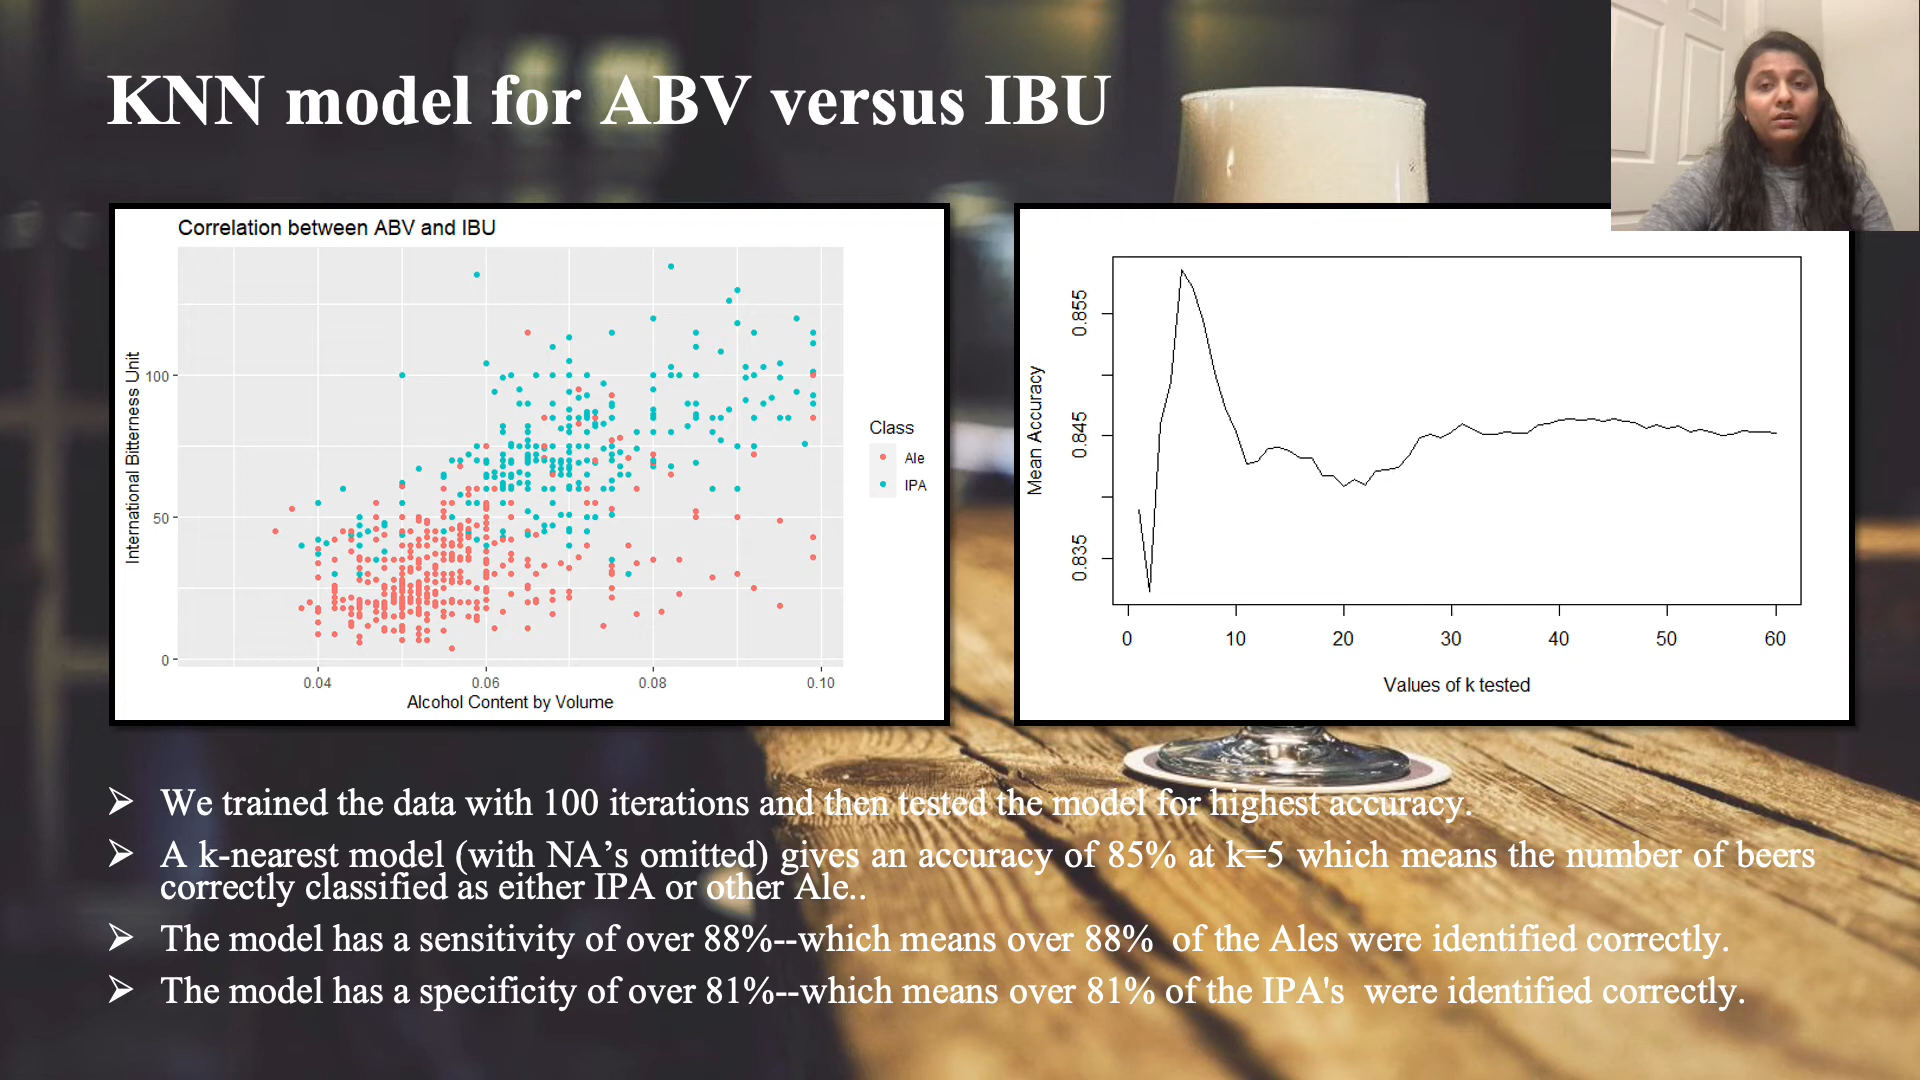 KNN model for ABV versus IBU
Correlation between ABV and IBU
International Bitterness Unit
100
50
0
0.04
0.06
0.08
0.10
Alcohol Content by Volume
Class
Ale
IPA
Mean Accuracy
0.855
0.845
0.835
0
10
20
30
40
50
60
Values of k tested
➢ We trained the data with 100 iterations and then tested the model for highest accuracy.
➢ A k-nearest model (with NA’s omitted) gives an accuracy of 85% at k=5 which means the number of beers
correctly classified as either IPA or other Ale..
➢ The model has a sensitivity of over 88%--which means over 88% of the Ales were identified correctly.
➢ The model has a specificity of over 81%--which means over 81% of the IPA's were identified correctly.